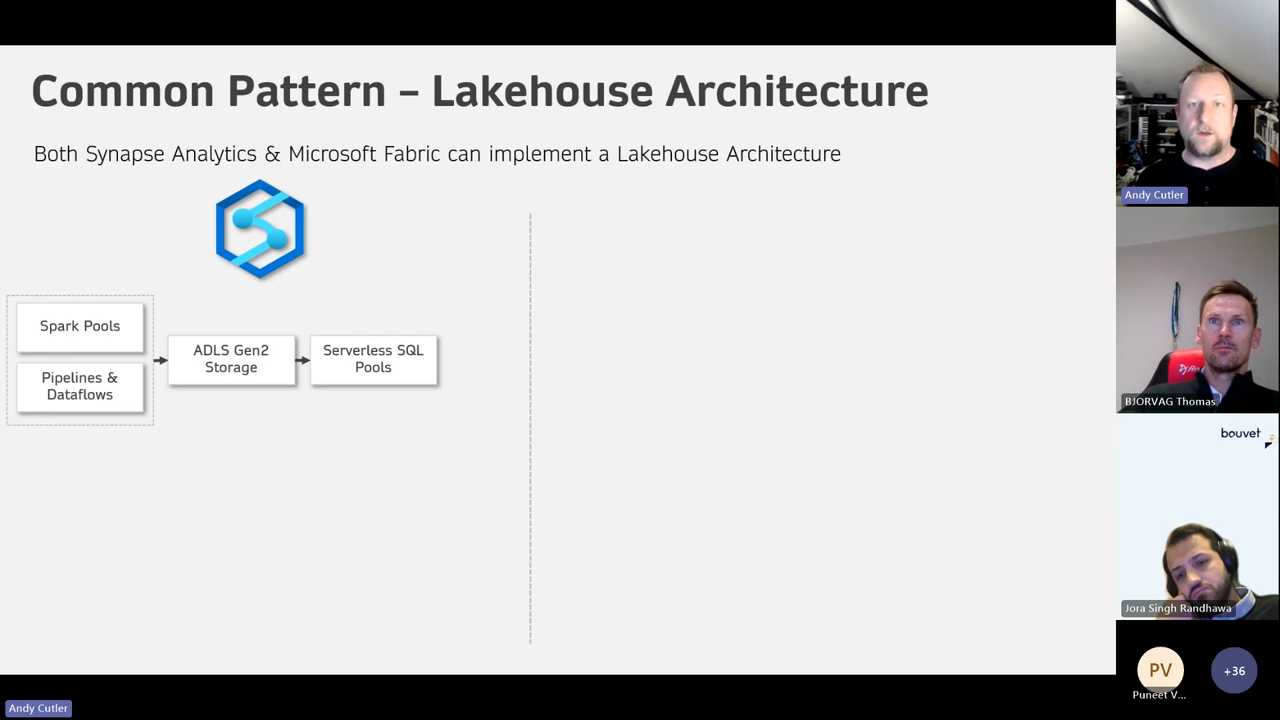 Common Pattern – Lakehouse Architecture
Both Synapse Analytics & Microsoft Fabric can implement a Lakehouse Architecture
Spark Pools
Pipelines &
Dataflows
ADLS Gen2
Storage
Serverless SQL
Pools
Andy Cutler
BJORVAG Thomas
bouvet
Jora Singh Randhawa
PV
Puneet V...
+36
Andy Cutler